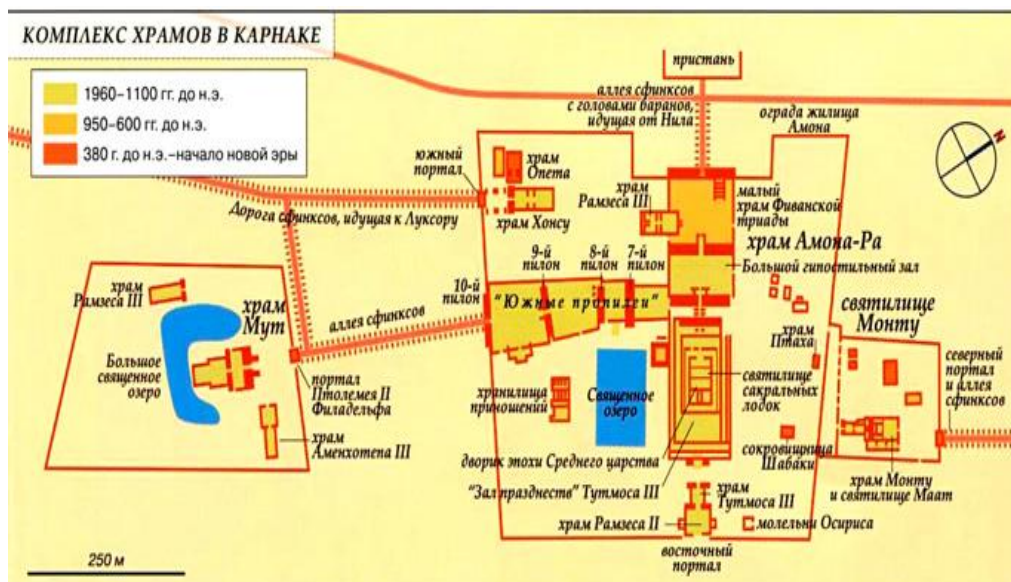 КОМПЛЕКС ХРАМОВ В КАРНАКЕ
1960–1100 гг. до н.э.
950–600 гг. до н.э.
380 г. до н.э.–начало новой эры
пристань
аллея сфинксов
с головами баранов,
идущая от Нила
ограда жилища
Амона
N
южный
портал
храм
Опета
храм Хонсу
Дорога сфинксов, идущая к Луксору
храм
Рамзеса III
малый
храм Фиванской
триады
храм Амона-Ра
Большой гипостильный зал
10-й
пилон
9-й
пилон
8-й
пилон
7-й
пилон
"Южные пропилеи"
аллея сфинксов
храм
Рамзеса III
храм
Мут
Большое
священное
озеро
портал
Птолемея II
Филадельфа
храм
Аменхотепа III
хранилища
приношений
Священное
озеро
святилище
сакральных
лодок
храм
Птаха
святилище
Монту
северный
портал
и аллея
сфинксов
сокровищница
Шабаки
храм Монту
и святилище Маат
дворик эпохи Среднего царства
"Зал празднеств" Тутмоса III
храм
Тутмоса III
храм Рамзеса II
молельни Осириса
восточный
портал
250 м